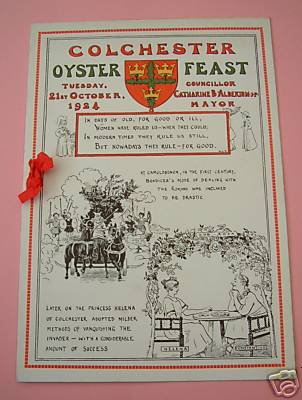 COLCHESTER
OYSTER FEAST
TUESDAY,
21ST OCTOBER,
1924
COUNCILLOR
CATHARINE B. ALDERTON J.P.
MAYOR
IN DAYS OF OLD, FOR GOOD OR ILL,
WOMEN HAVE RULED US—WHEN THEY COULD;
IN MODERN TIMES THEY RULE US STILL,
BUT NOWADAYS THEY RULE—FOR GOOD.
AT CAMULODUNUM, IN THE FIRST CENTURY,
BOADICEA'S MODE OF DEALING WITH
THE ROMANS WAS INCLINED
TO BE DRASTIC
LATER ON THE PRINCESS HELENA
OF COLCHESTER ADOPTED MILDER
METHODS OF VANQUISHING THE
INVADER — WITH A CONSIDERABLE
AMOUNT OF SUCCESS
HELENA